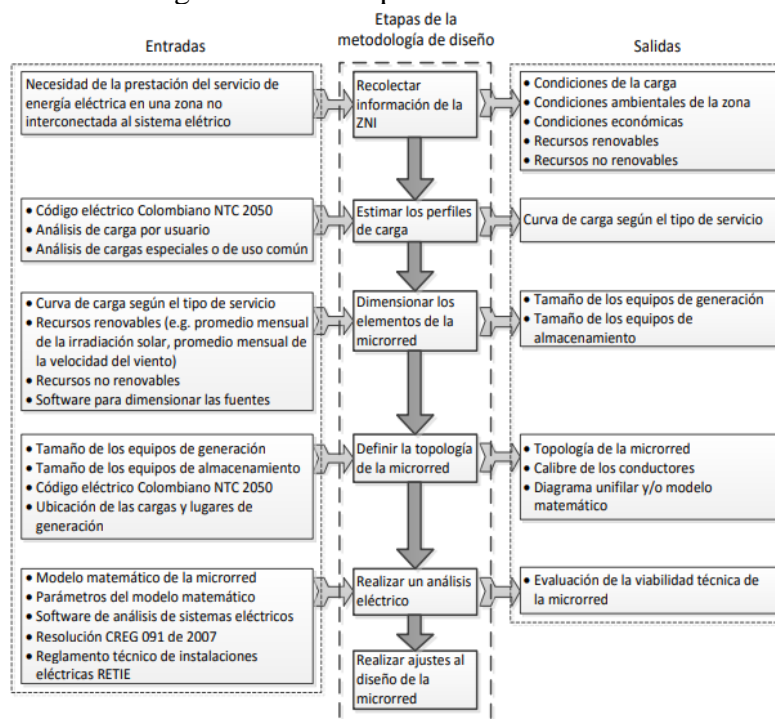 Etapas de la
metodología de diseño
Entradas
Salidas
Necesidad de la prestación del servicio de
energía eléctrica en una zona no
interconectada al sistema elétrico
Recolectar
información de la
ZNI
• Condiciones de la carga
• Condiciones ambientales de la zona
• Condiciones económicas
• Recursos renovables
• Recursos no renovables
• Código eléctrico Colombiano NTC 2050
• Análisis de carga por usuario
• Análisis de cargas especiales o de uso común
Estimar los perfiles
de carga
Curva de carga según el tipo de servicio
• Curva de carga según el tipo de servicio
• Recursos renovables (e.g. promedio mensual
de la irradiación solar, promedio mensual de
la velocidad del viento)
• Recursos no renovables
• Software para dimensionar las fuentes
Dimensionar los
elementos de la
microrred
• Tamaño de los equipos de generación
• Tamaño de los equipos de
almacenamiento
• Tamaño de los equipos de generación
• Tamaño de los equipos de almacenamiento
• Código eléctrico Colombiano NTC 2050
• Ubicación de las cargas y lugares de
generación
Definir la topología
de la microrred
• Topología de la microrred
• Calibre de los conductores
• Diagrama unifilar y/o modelo
matemático
• Modelo matemático de la microrred
• Parámetros del modelo matemático
• Software de análisis de sistemas eléctricos
• Resolución CREG 091 de 2007
• Reglamento técnico de instalaciones
eléctricas RETIE
Realizar un análisis
eléctrico
• Evaluación de la viabilidad técnica de
la microrred
Realizar ajustes al
diseño de la
microrred